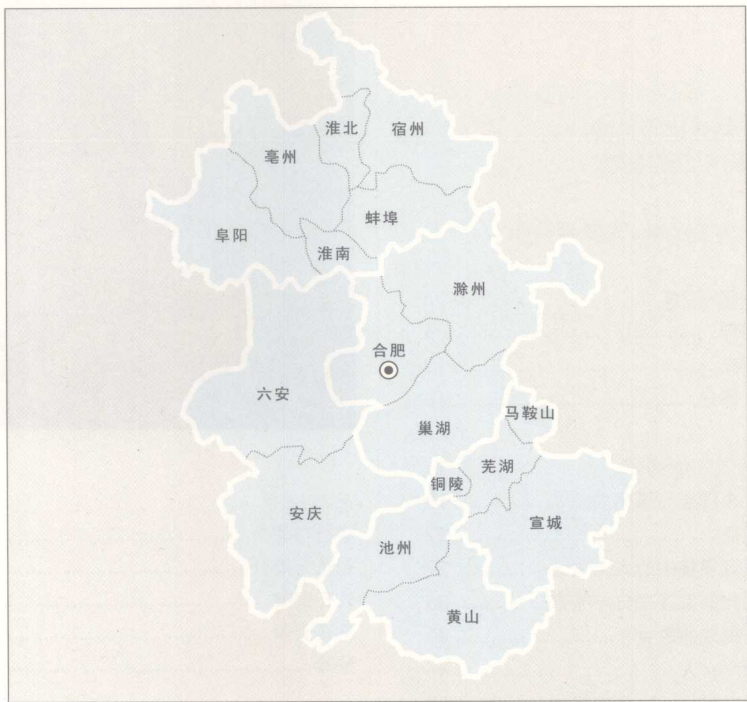 淮北
宿州
亳州
蚌埠
阜阳
淮南
滁州
合肥
六安
马鞍山
巢湖
芜湖
铜陵
安庆
宣城
池州
黄山